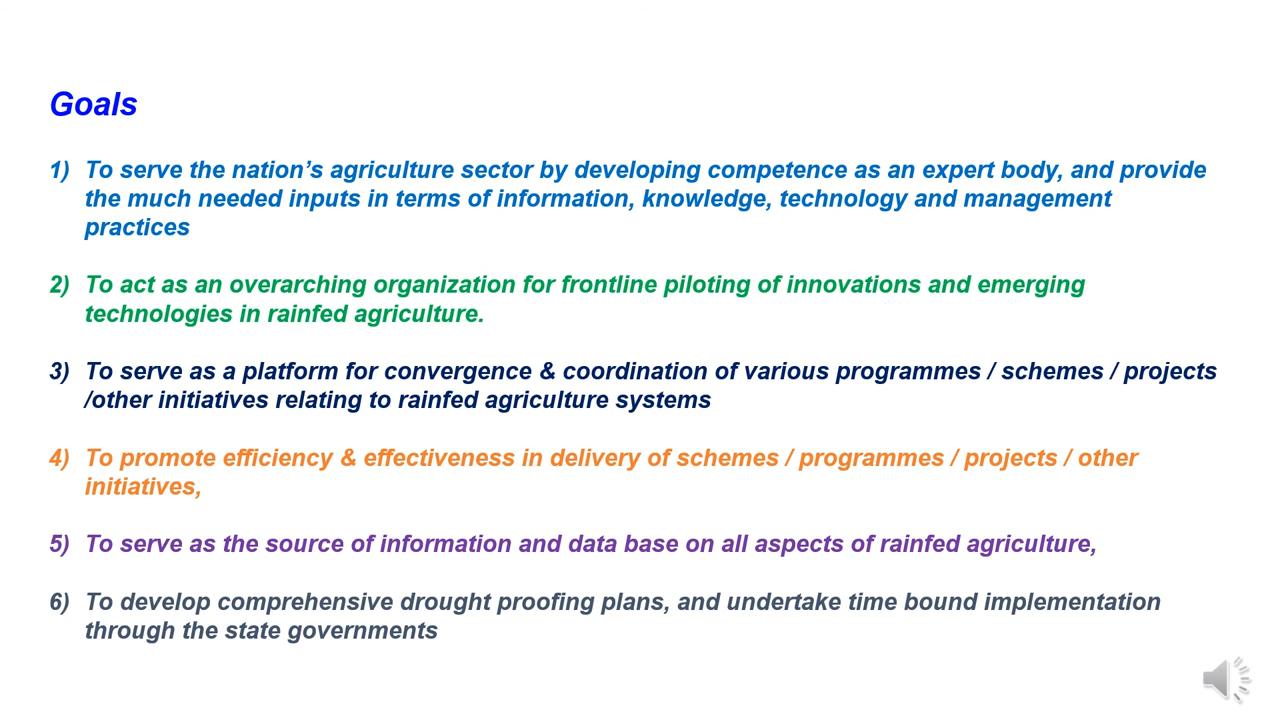 Goals
1) To serve the nation’s agriculture sector by developing competence as an expert body, and provide
the much needed inputs in terms of information, knowledge, technology and management
practices
2) To act as an overarching organization for frontline piloting of innovations and emerging
technologies in rainfed agriculture.
3) To serve as a platform for convergence & coordination of various programmes / schemes / projects
/other initiatives relating to rainfed agriculture systems
4) To promote efficiency & effectiveness in delivery of schemes / programmes / projects / other
initiatives,
5) To serve as the source of information and data base on all aspects of rainfed agriculture,
6) To develop comprehensive drought proofing plans, and undertake time bound implementation
through the state governments